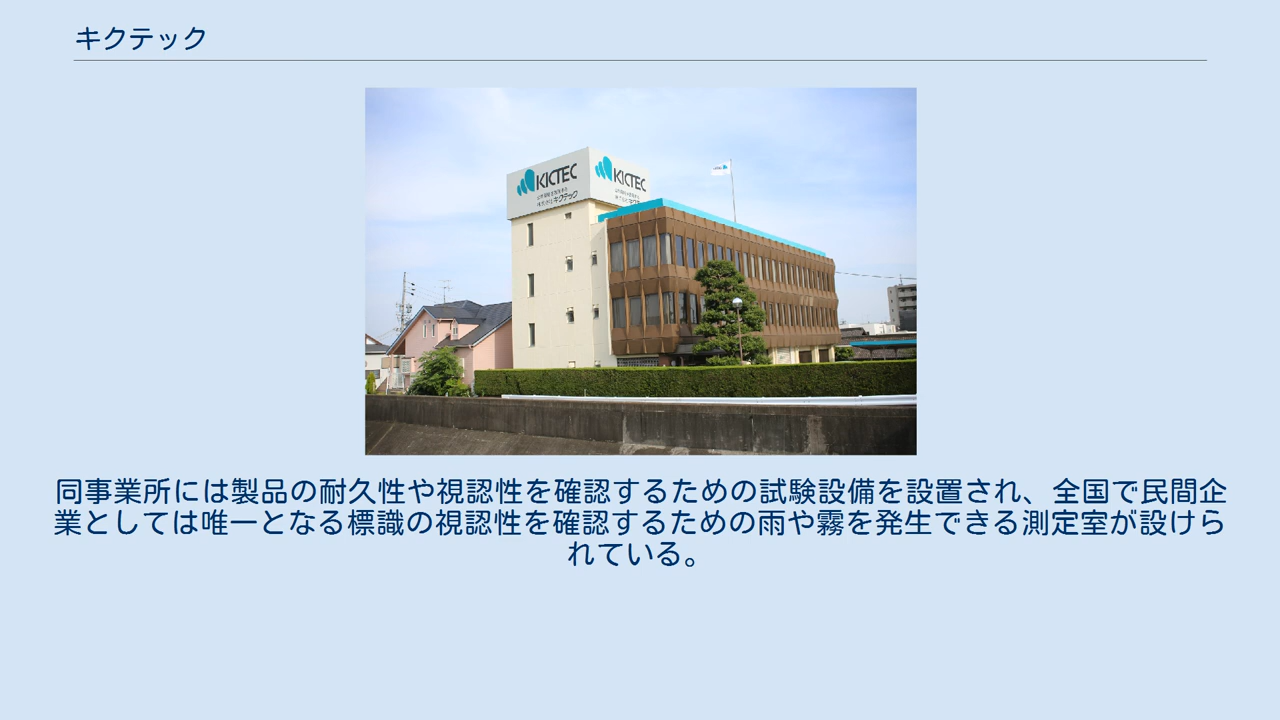 キクテック
KICTEC
KICTEC
キクテック
同事業所には製品の耐久性や視認性を確認するための試験設備を設置され、全国で民間企
業としては唯一となる標識の視認性を確認するための雨や霧を発生できる測定室が設けら
れている。